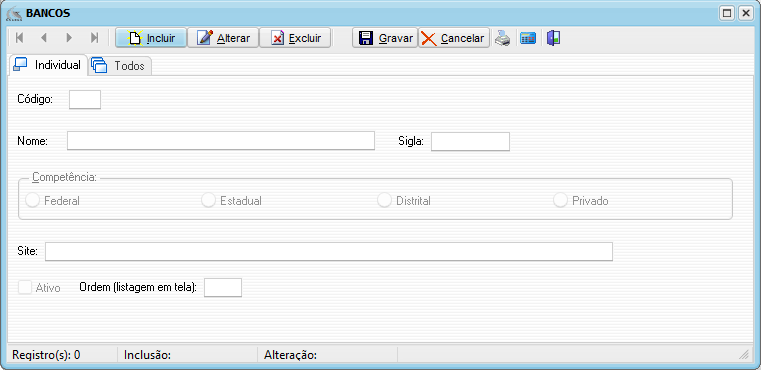 BANCOS
Incluir Alterar Excluir Gravar Cancelar
Individual Todos
Código:
Nome: Sigla:
Competência:
Federal Estadual Distrital Privado
Site:
Ativo Ordem (listagem em tela):
Registro(s): 0 Inclusão: Alteração: